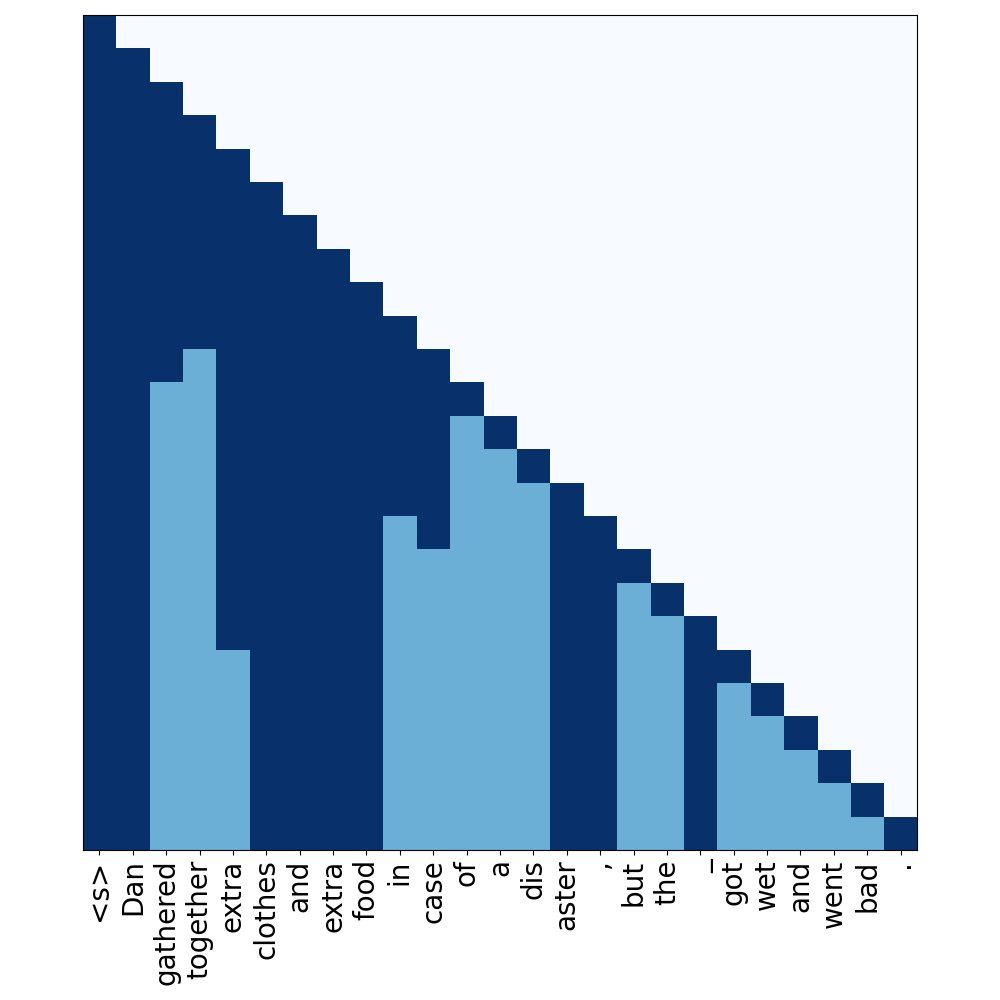 <s> Dan gathered together extra clothes and extra food in case of a dis aster , but the _ got wet and went bad .